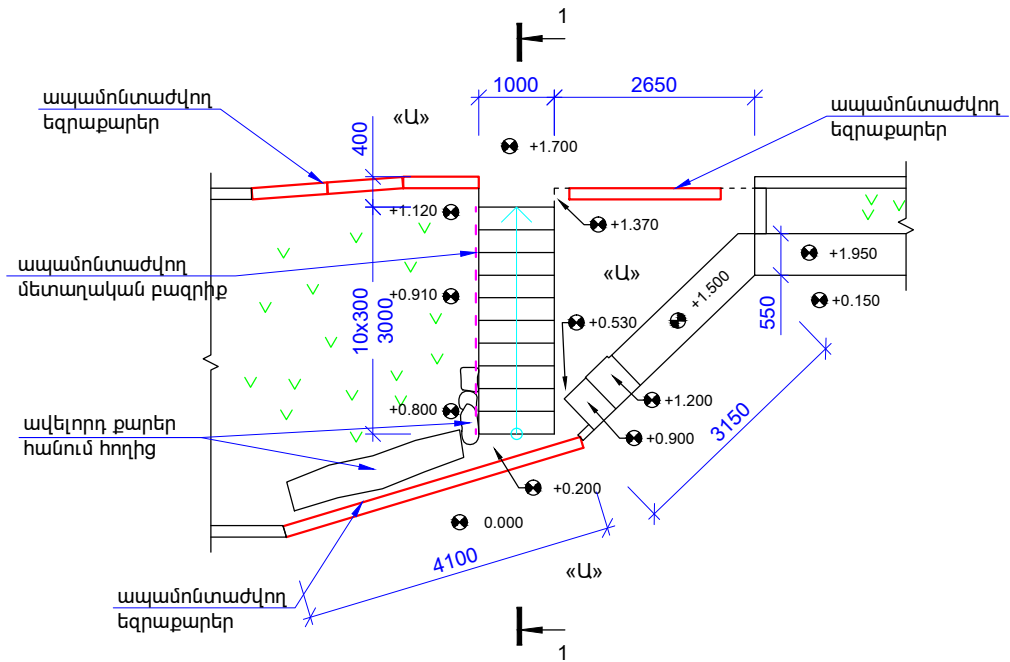 1
1000
2650
ապամոնտաժվող
եզրաքարեր
«Ա»
400
+1.700
ապամոնտաժվող
եզրաքարեր
+1.120
+1.370
ապամոնտաժվող
մետաղական բազրիք
«Ա»
+1.950
+0.910
10x300
3000
+1.500
550
+0.150
+0.530
+0.800
+1.200
ավելորդ քարեր
հանում հողից
+0.900
3150
+0.200
0.000
4100
«Ա»
ապամոնտաժվող
եզրաքարեր
1